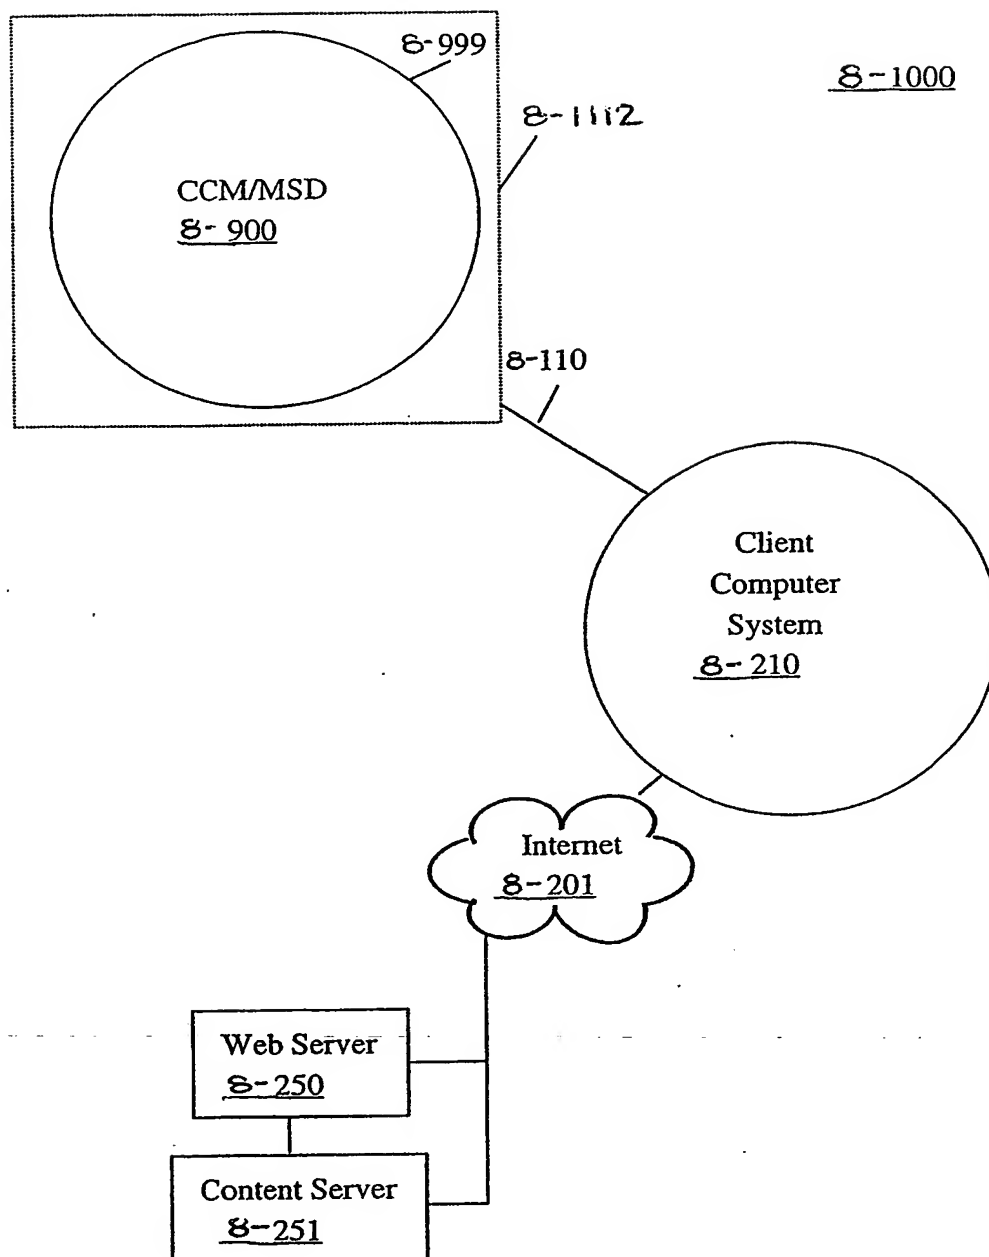 8-999
8-1000
8-1112
CCM/MSD
8-900
8-110
Client
Computer
System
8-210
Internet
8-201
Web Server
8-250
Content Server
8-251